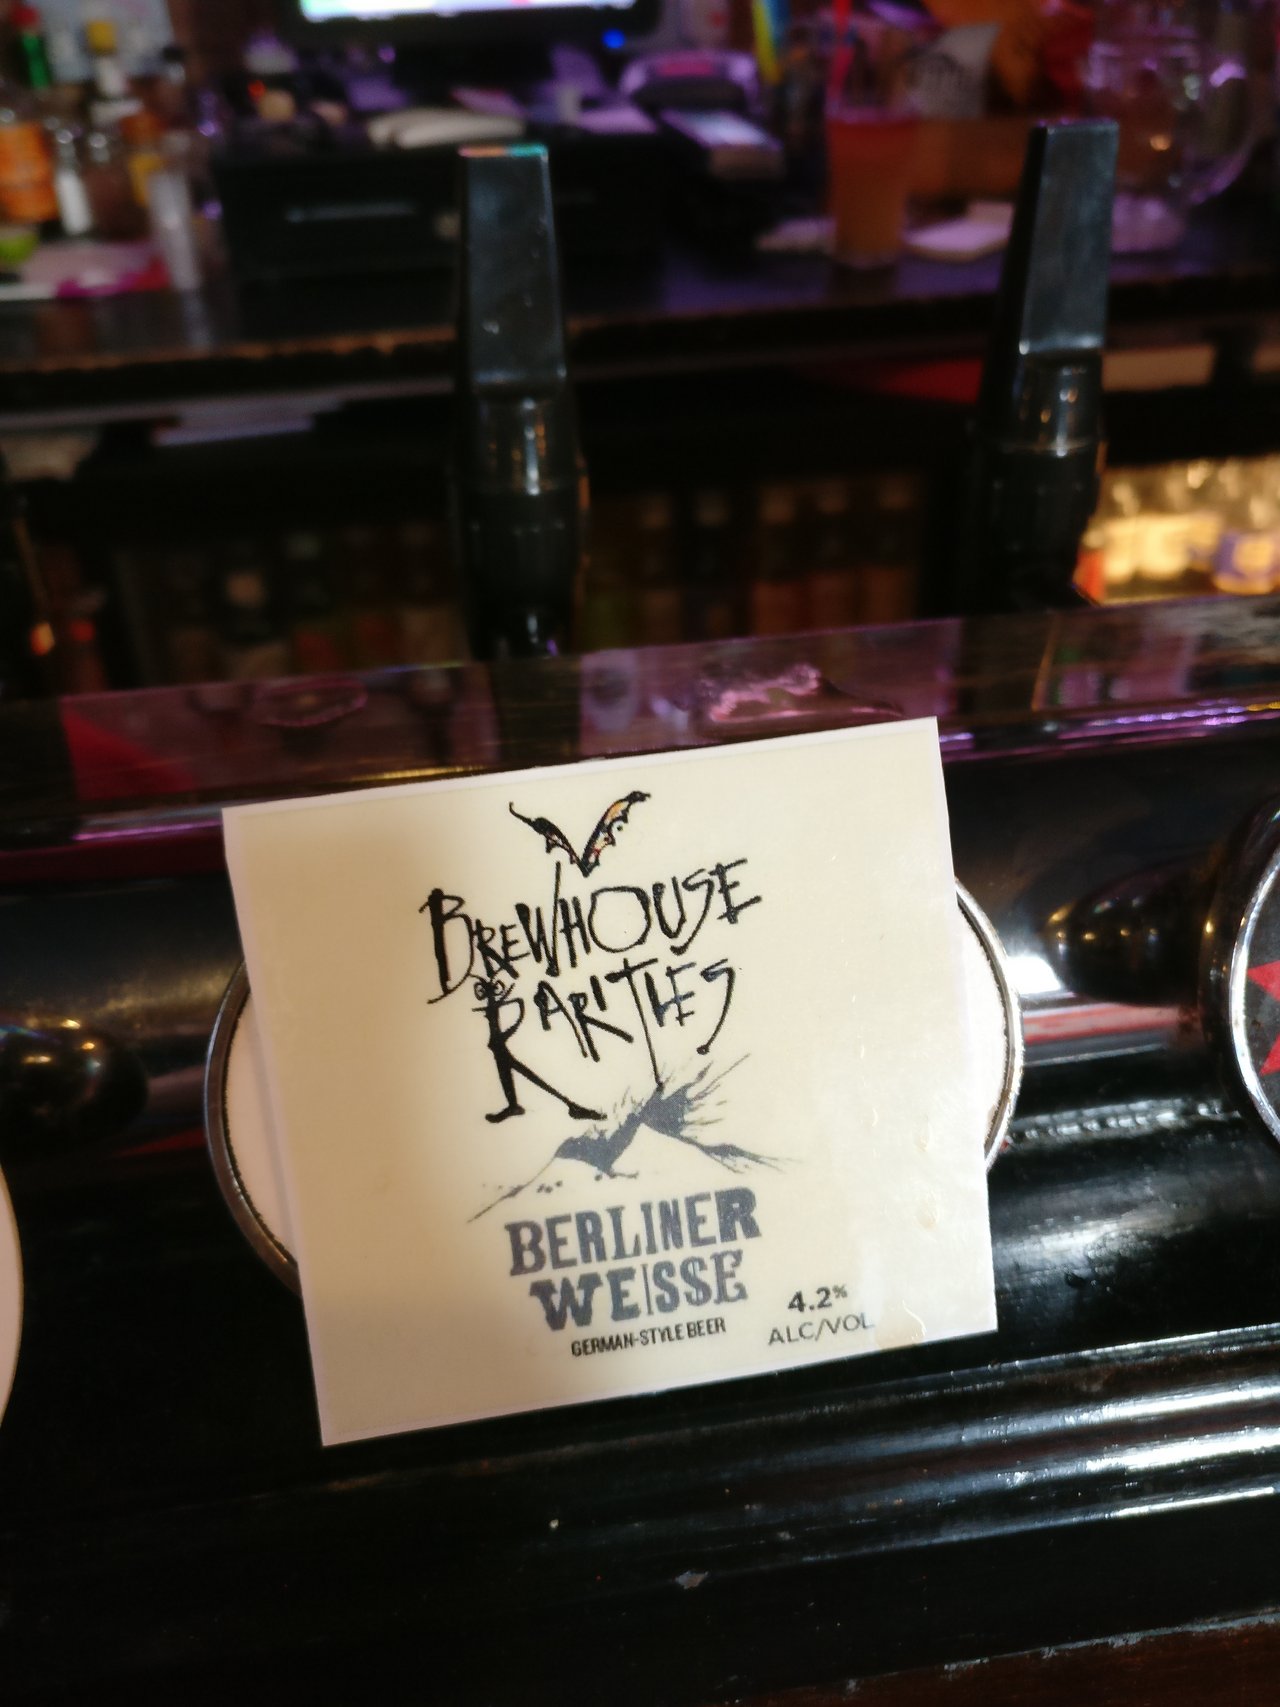 BREWHOUSE
RARITIES
BERLINER
WEISSE
GERMAN-STYLE BEER
4.2%
ALC/VOL